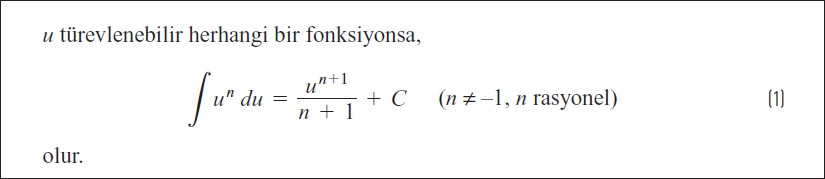 u türevlenebilir herhangi bir fonksiyonsa,
∫ uⁿ du = uⁿ⁺¹ / (n + 1) + C (n ≠ –1, n rasyonel) (1)
olur.